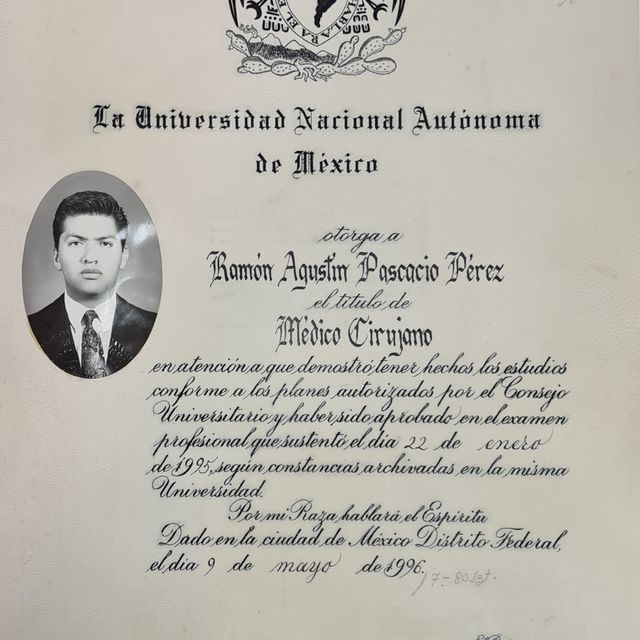 HABLARA EL E
La Universidad Nacional Autónoma
de México
otorga a
Ramón Agustín Pascacio Pérez
el título de
Médico Cirujano
en atención a que demostró tener hechos los estudios
conforme a los planes autorizados por el Consejo
Universitario y haber sido aprobado en el examen
profesional que sustentó el día 22 de enero
de 1995, según constancias archivadas en la misma
Universidad.
Por mi Raza hablará el Espíritu
Dado en la ciudad de México Distrito Federal,
el día 9 de mayo de 1996.